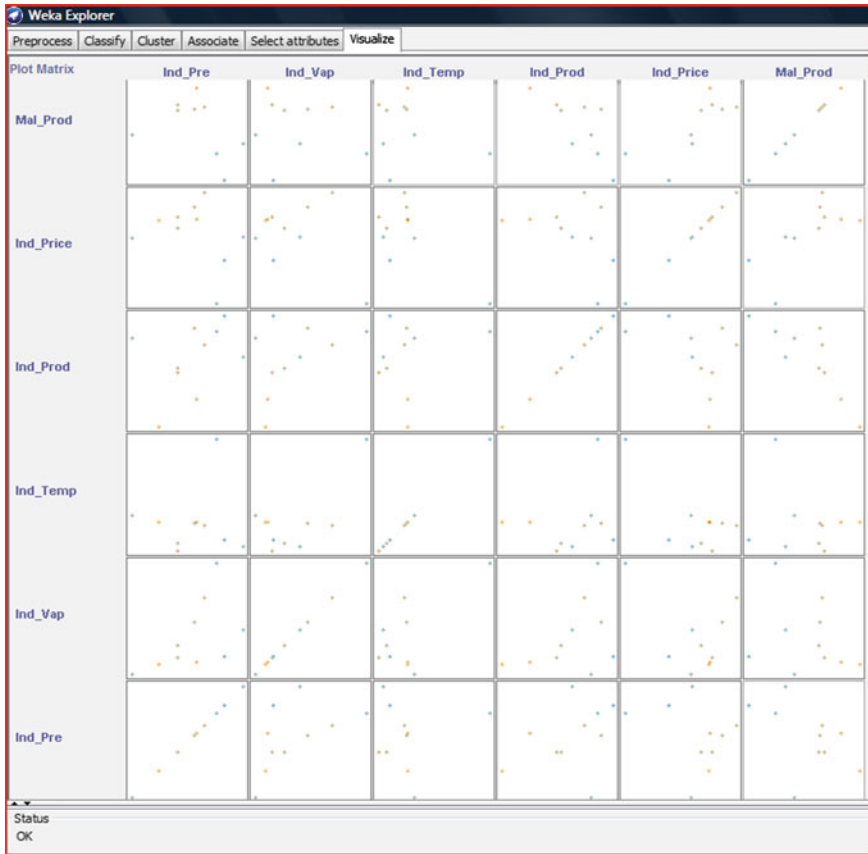 Weka Explorer
Preprocess Classify Cluster Associate Select attributes Visualize
Plot Matrix Ind_Pre Ind_Vap Ind_Temp Ind_Prod Ind_Price Mal_Prod
Mal_Prod
Ind_Price
Ind_Prod
Ind_Temp
Ind_Vap
Ind_Pre
Status
OK